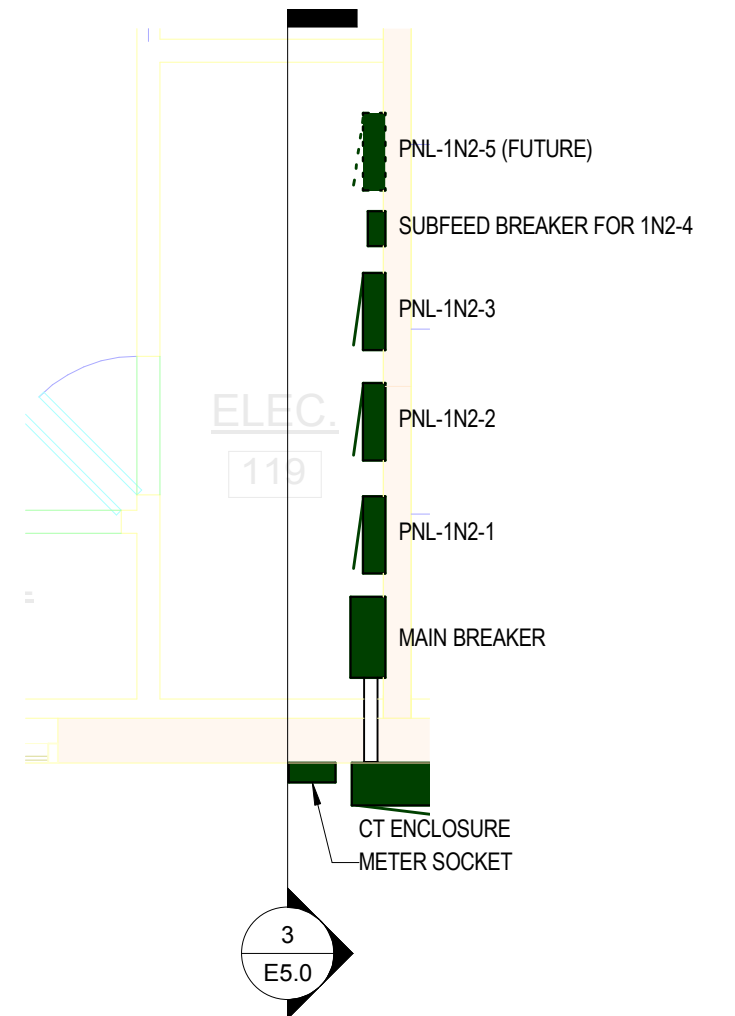 PNL-1N2-5 (FUTURE)
SUBFEED BREAKER FOR 1N2-4
PNL-1N2-3
ELEC.
PNL-1N2-2
119
PNL-1N2-1
MAIN BREAKER
CT ENCLOSURE
METER SOCKET
3
E5.0